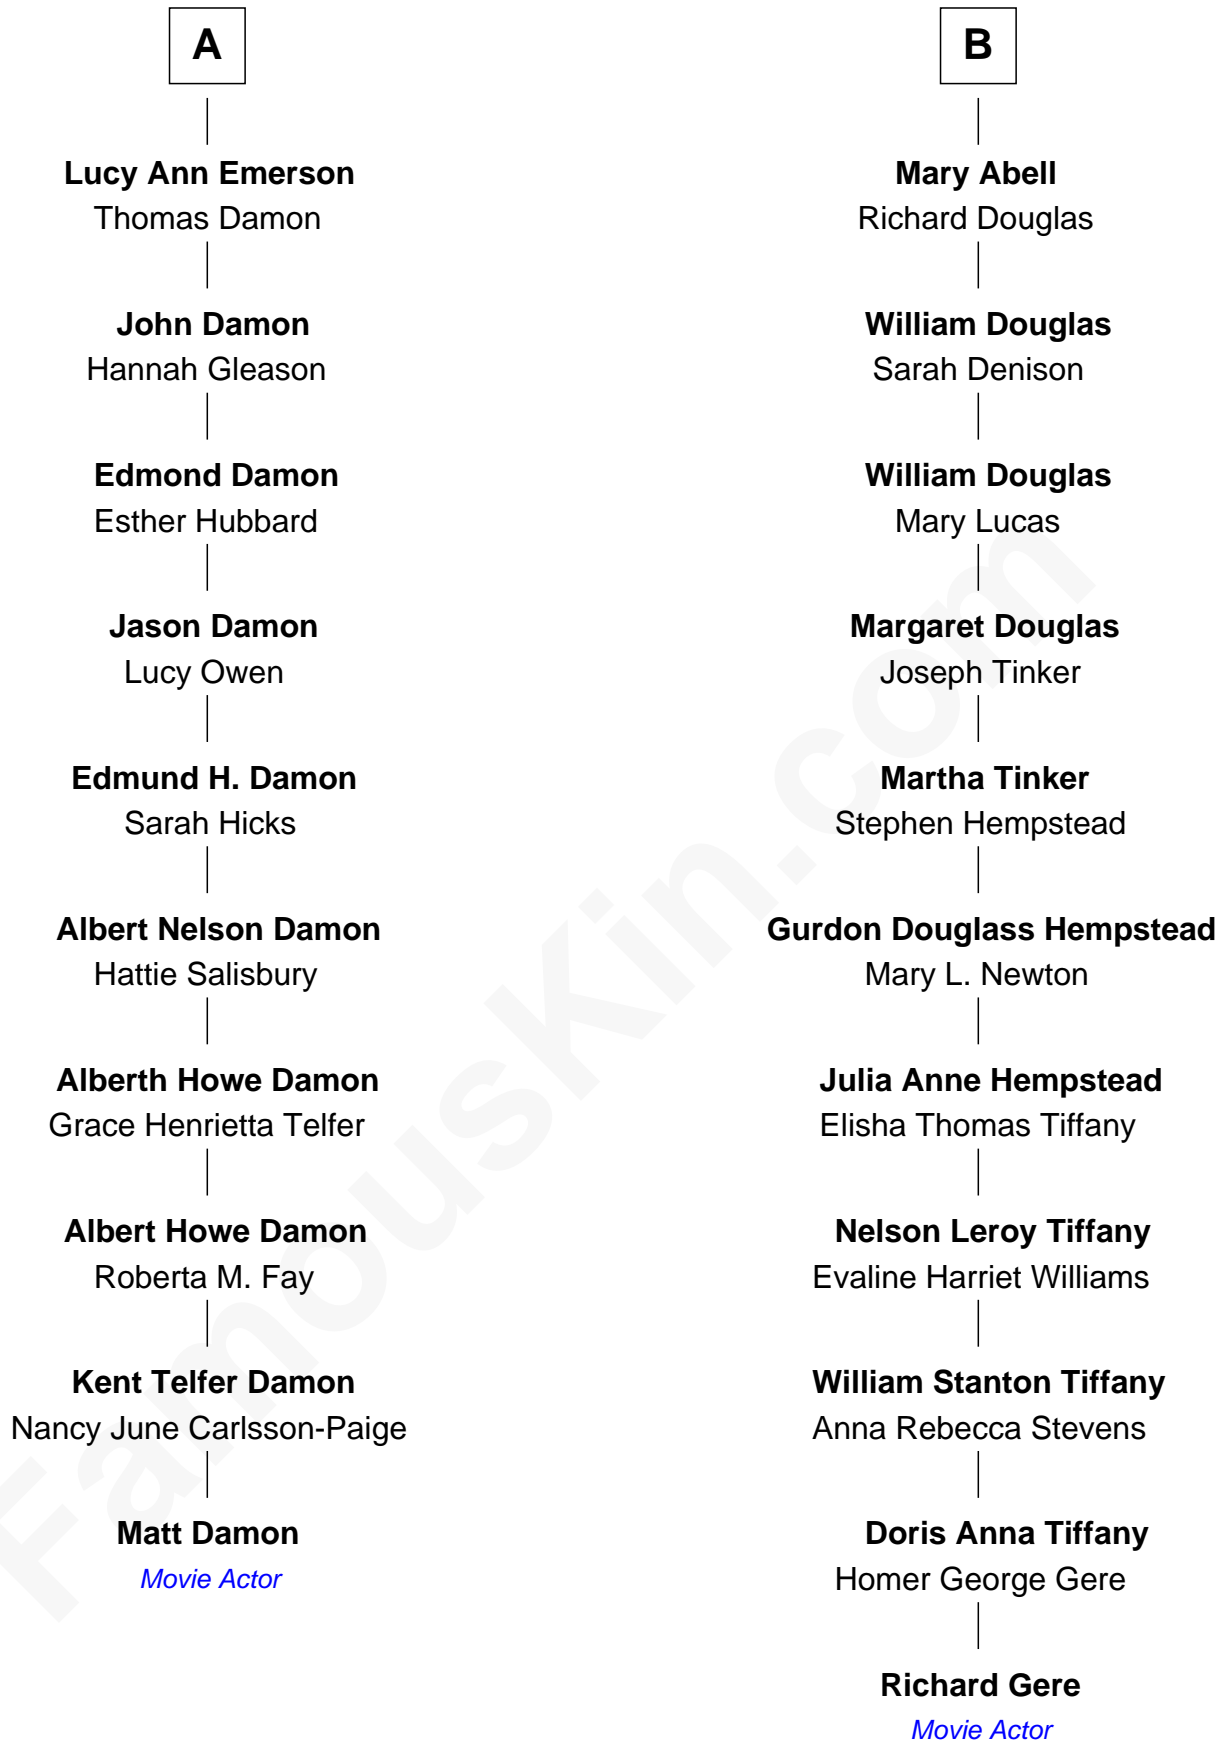 A
Lucy Ann Emerson
Thomas Damon
John Damon
Hannah Gleason
Edmond Damon
Esther Hubbard
Jason Damon
Lucy Owen
Edmund H. Damon
Sarah Hicks
Albert Nelson Damon
Hattie Salisbury
Alberth Howe Damon
Grace Henrietta Telfer
Albert Howe Damon
Roberta M. Fay
Kent Telfer Damon
Nancy June Carlsson-Paige
Matt Damon
Movie Actor
B
Mary Abell
Richard Douglas
William Douglas
Sarah Denison
William Douglas
Mary Lucas
Margaret Douglas
Joseph Tinker
Martha Tinker
Stephen Hempstead
Gurdon Douglass Hempstead
Mary L. Newton
Julia Anne Hempstead
Elisha Thomas Tiffany
Nelson Leroy Tiffany
Evaline Harriet Williams
William Stanton Tiffany
Anna Rebecca Stevens
Doris Anna Tiffany
Homer George Gere
Richard Gere
Movie Actor
FamousKin.com